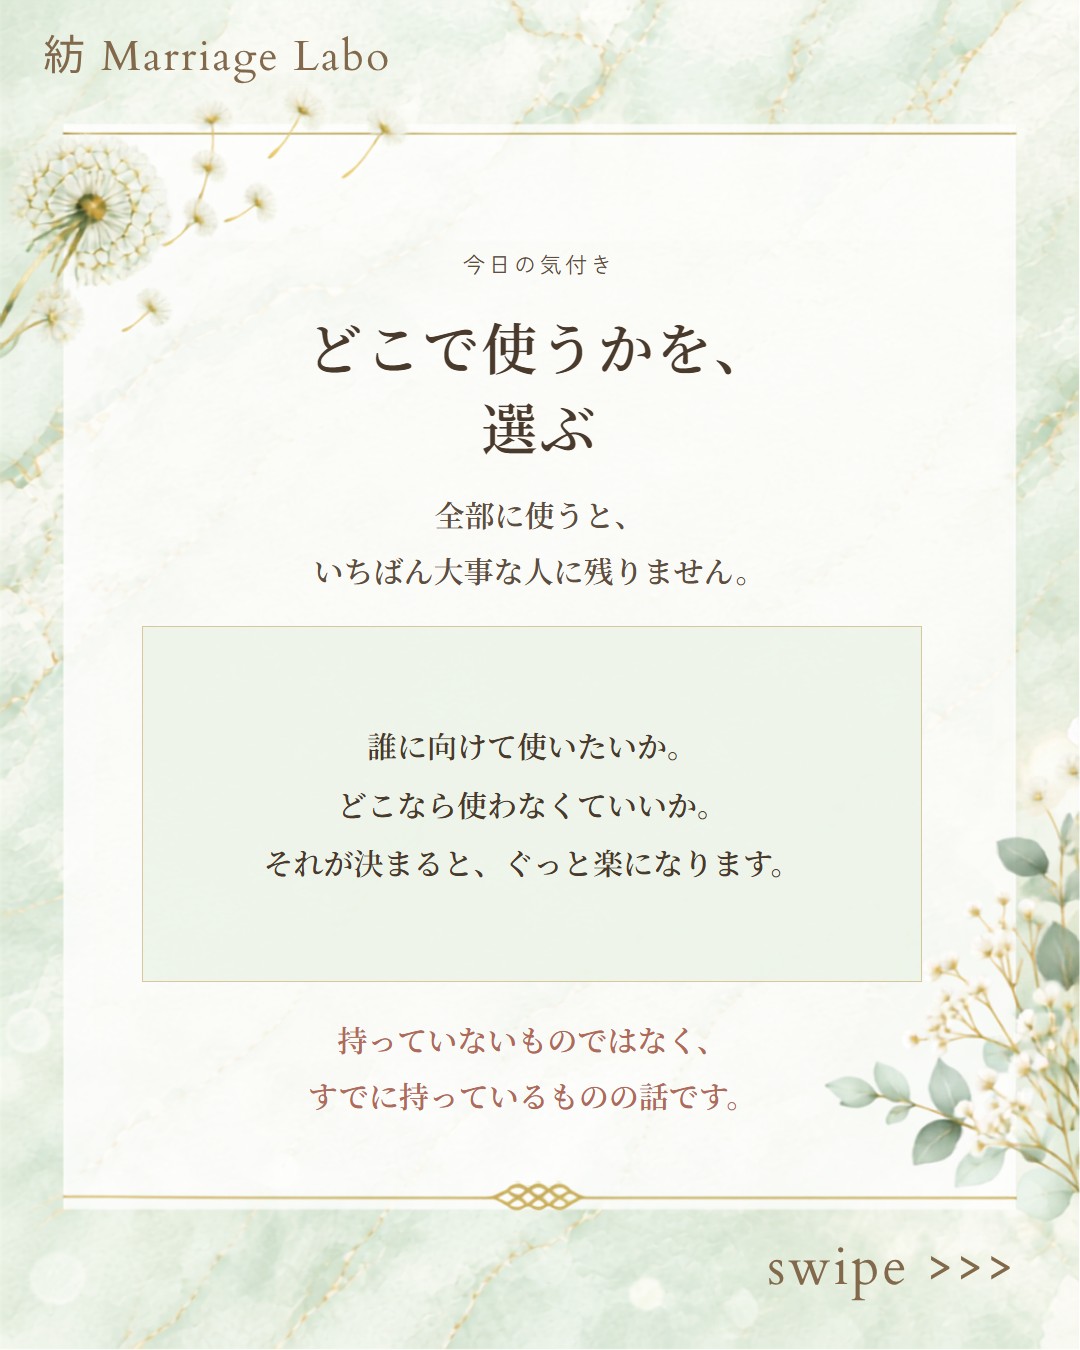 紡 Marriage Labo
今日の気付き
どこで使うかを、
選ぶ
全部に使うと、
いちばん大事な人に残りません。
誰に向けて使いたいか。
どこなら使わなくていいか。
それが決まると、ぐっと楽になります。
持っていないものではなく、
すでに持っているものの話です。
swipe >>>